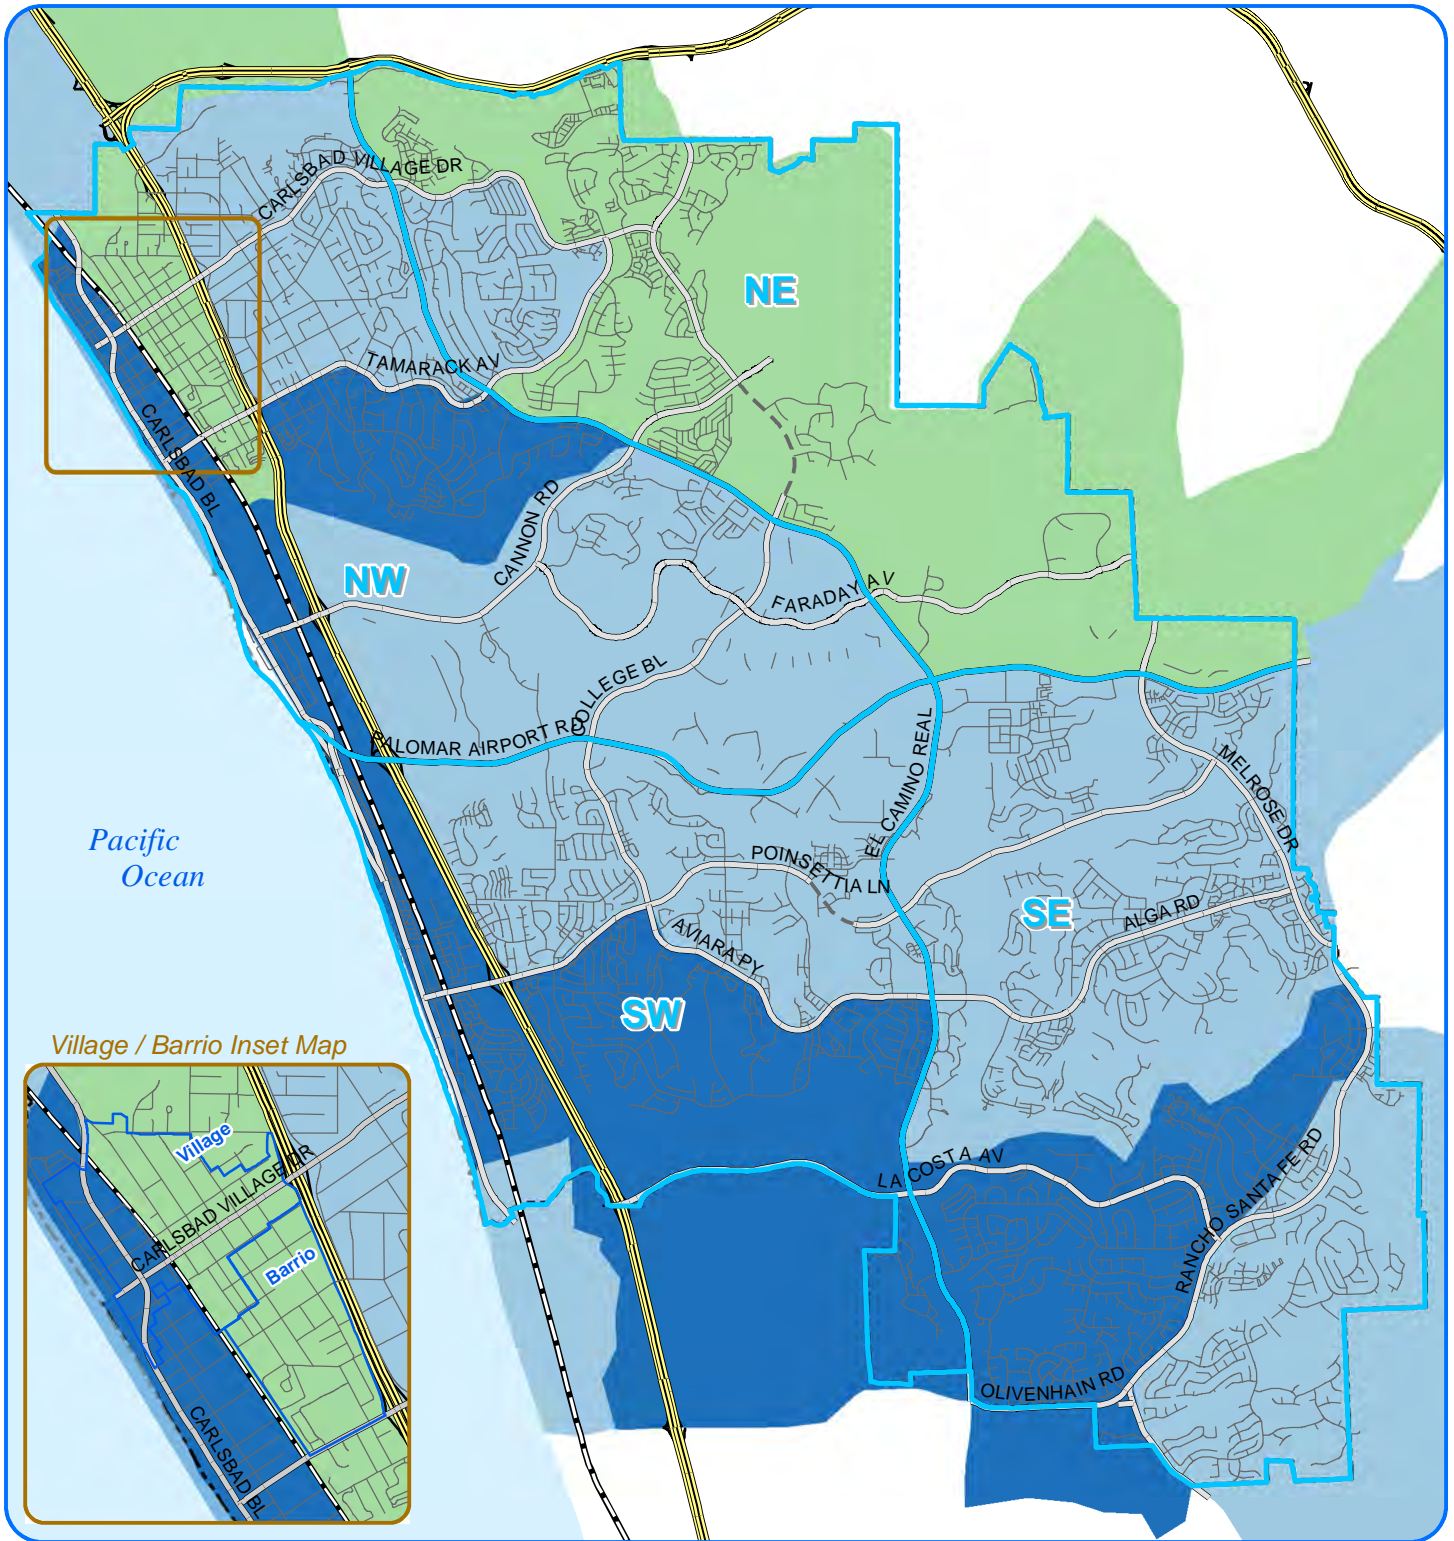 CARLSBAD VILLAGE DR
NE
TAMARACK AV
CARLSBAD BL
CANNON RD
NW
FARADAY AV
COLLEGE BL
PALOMAR AIRPORT RD
EL CAMINO REAL
MELROSE DR
Pacific
Ocean
POINSETTIA LN
SE
ALGA RD
AVIARA PY
SW
Village / Barrio Inset Map
Village
CARLSBAD VILLAGE DR
Barrio
CARLSBAD BL
LA COSTA AV
RANCHO SANTA FE RD
OLIVENHAIN RD